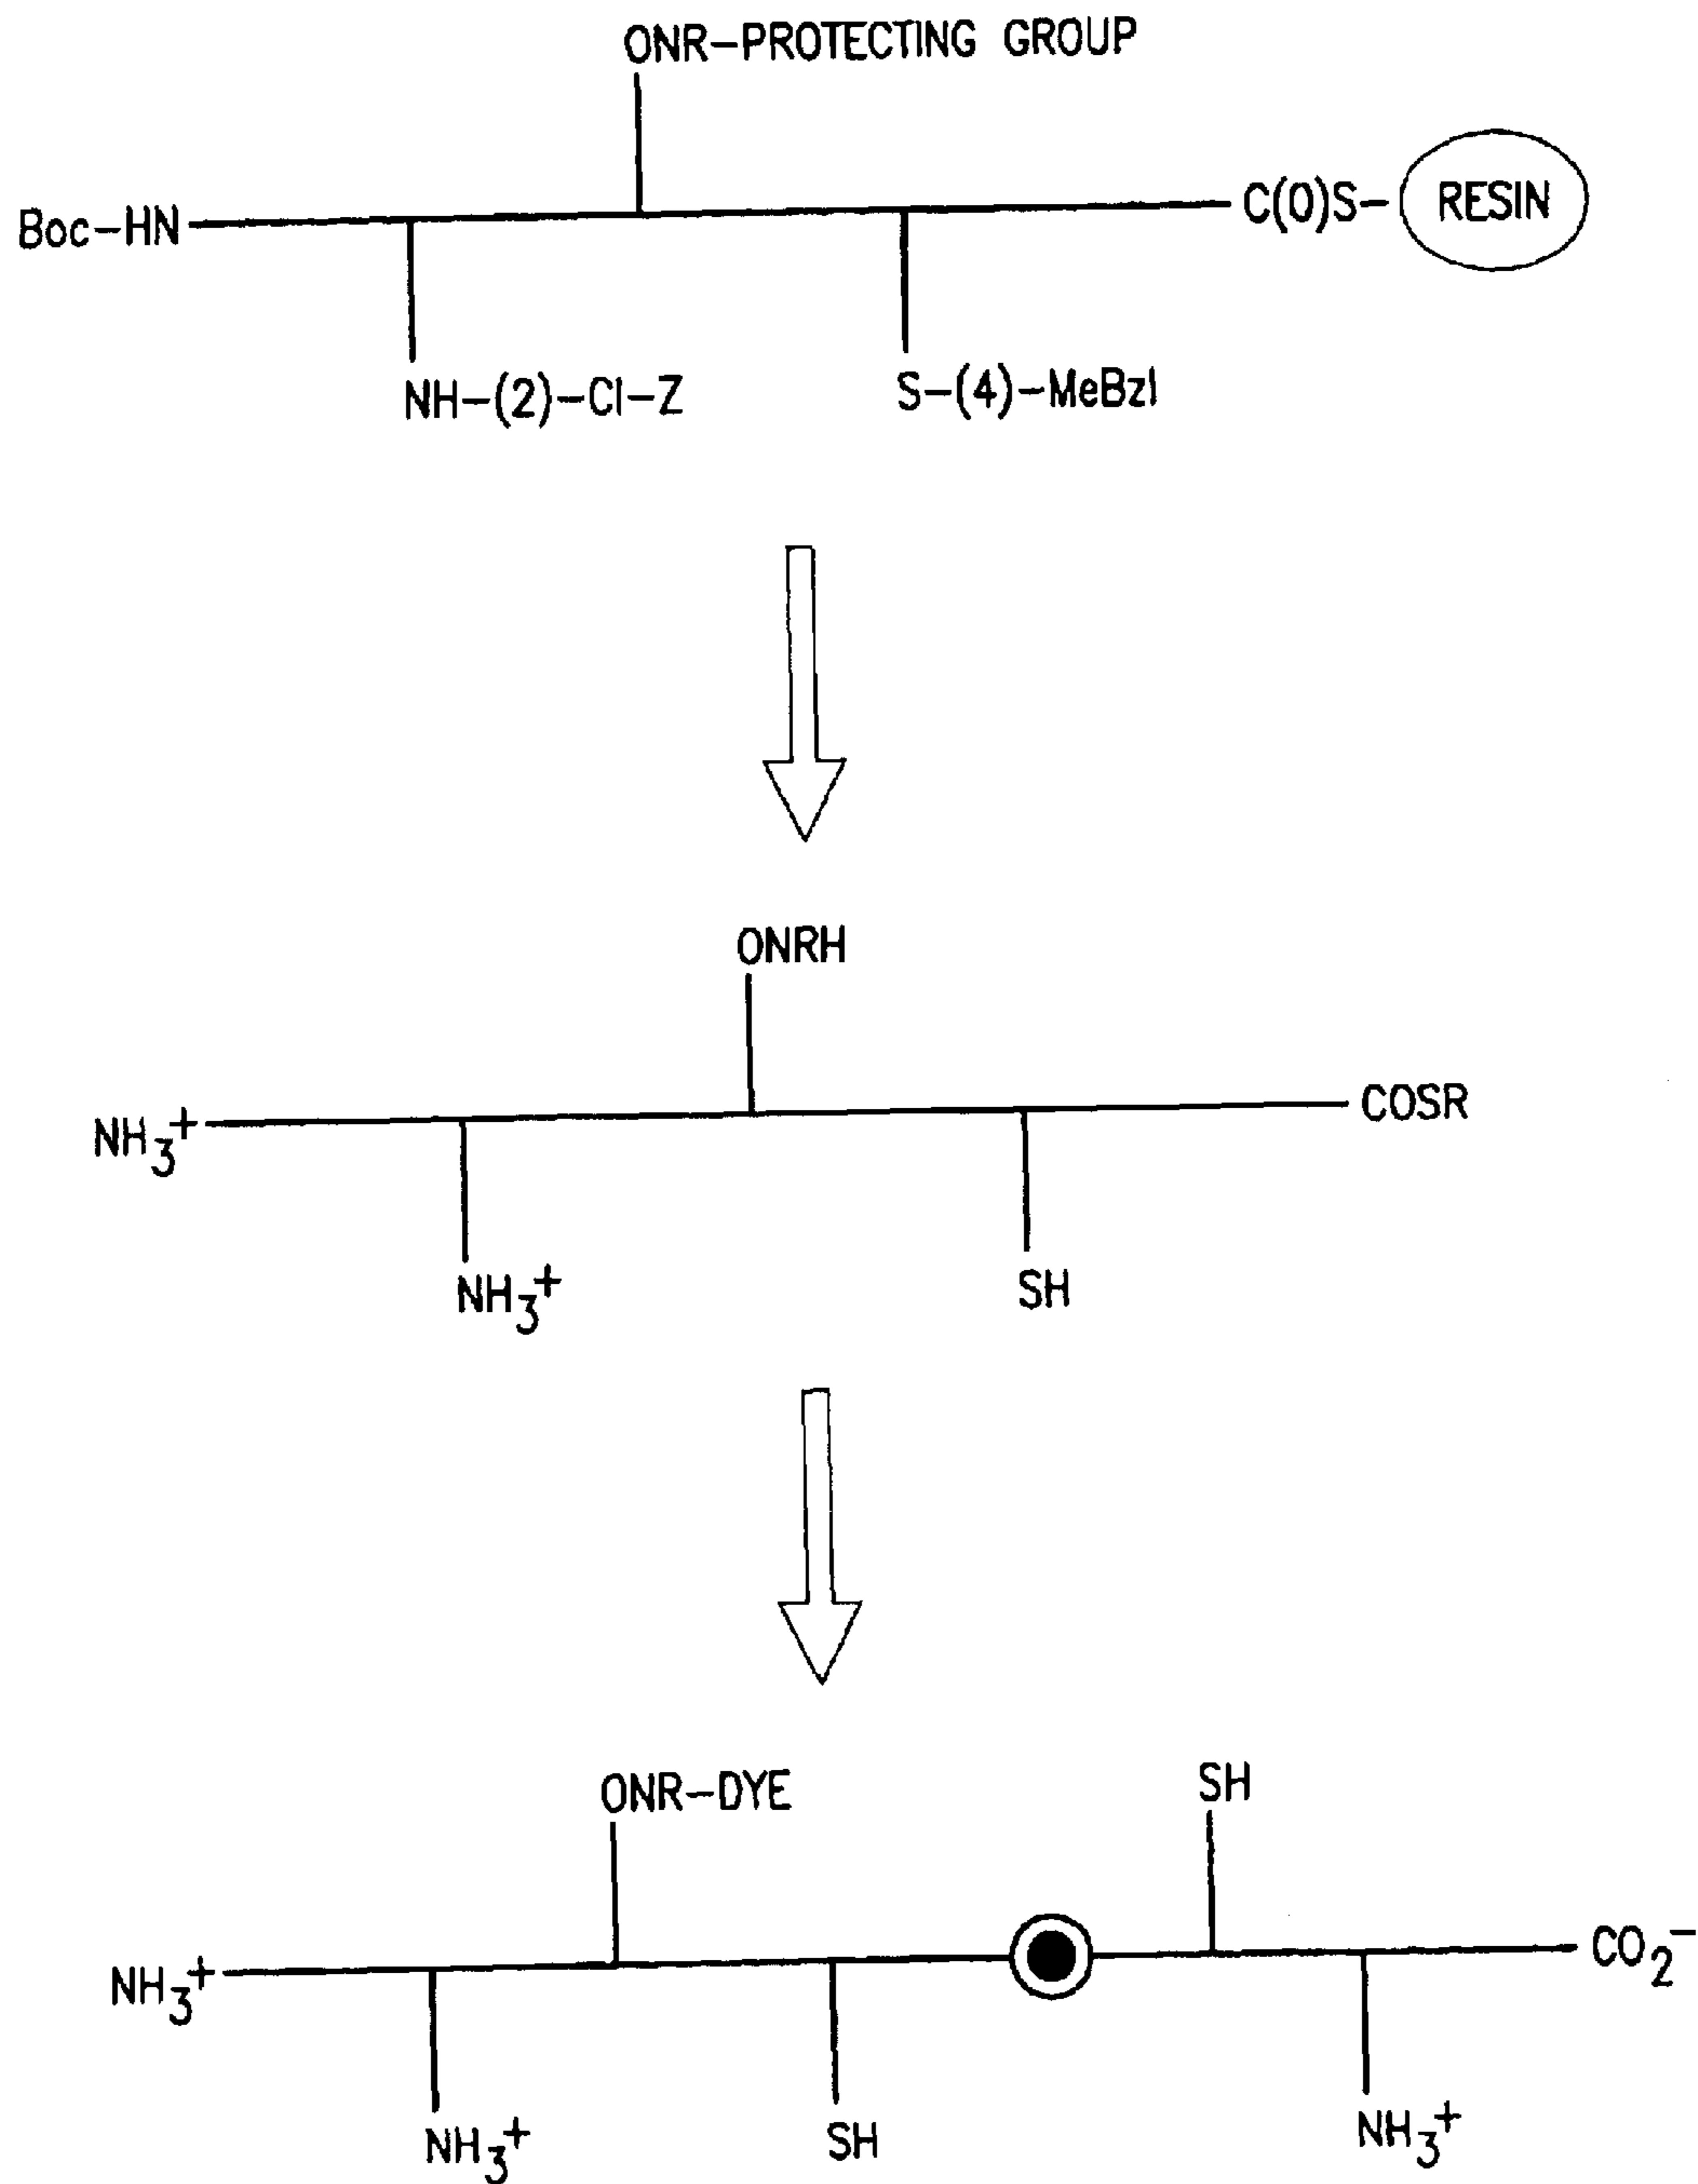 ONR-PROTECTING GROUP
Boc-HN
C(O)S-
RESIN
NH-(2)-Cl-Z
S-(4)-MeBzl
ONRH
NH3+
COSR
NH3+
SH
ONR-DYE
SH
NH3+
CO2-
NH3+
SH
NH3+